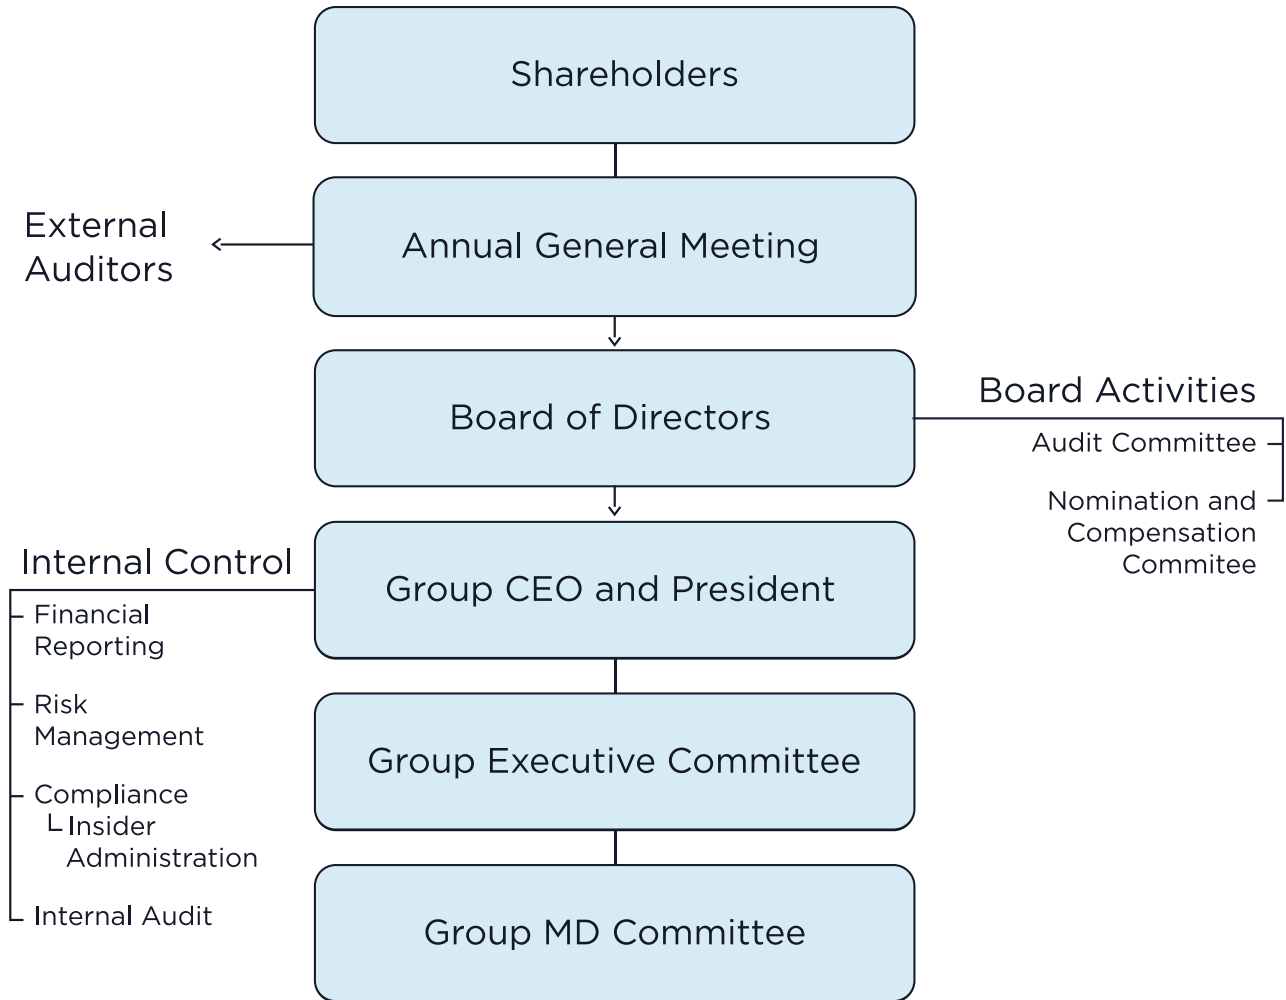 Shareholders
External
Auditors
Annual General Meeting
Board of Directors
Board Activities
Audit Committee
Nomination and
Compensation
Commitee
Internal Control
Financial
Reporting
Risk
Management
Compliance
Insider
Administration
Internal Audit
Group CEO and President
Group Executive Committee
Group MD Committee